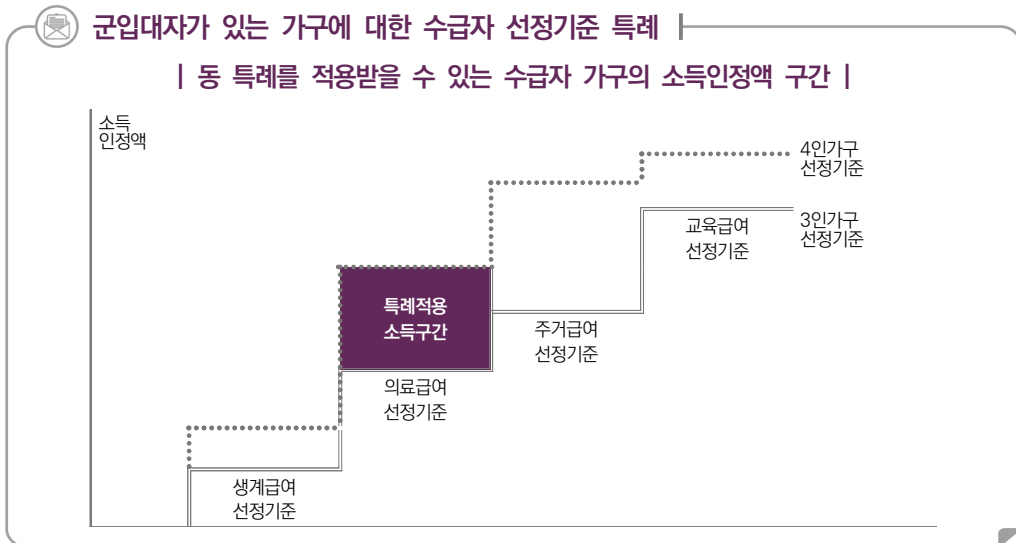 군입대자가 있는 가구에 대한 수급자 선정기준 특례
| 동 특례를 적용받을 수 있는 수급자 가구의 소득인정액 구간 |
소득
인정액
4인가구
선정기준
3인가구
선정기준
교육급여
선정기준
특례적용
소득구간
주거급여
선정기준
의료급여
선정기준
생계급여
선정기준